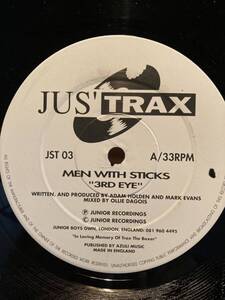 JUS'TRAX
JST 03
A/33RPM
MEN WITH STICKS
"3RD EYE"
WRITTEN, AND PRODUCED BY ADAM HOLDEN AND MARK EVANS
MIXED BY OLLIE DAGOIS
Ⓟ JUNIOR RECORDINGS
© JUNIOR RECORDINGS
JUNIOR BOYS OWN, LONDON, ENGLAND: 081 960 4495
"In Loving Memory Of Trax The Boxer"
PUBLISHED BY AZULI MUSIC
MADE IN ENGLAND